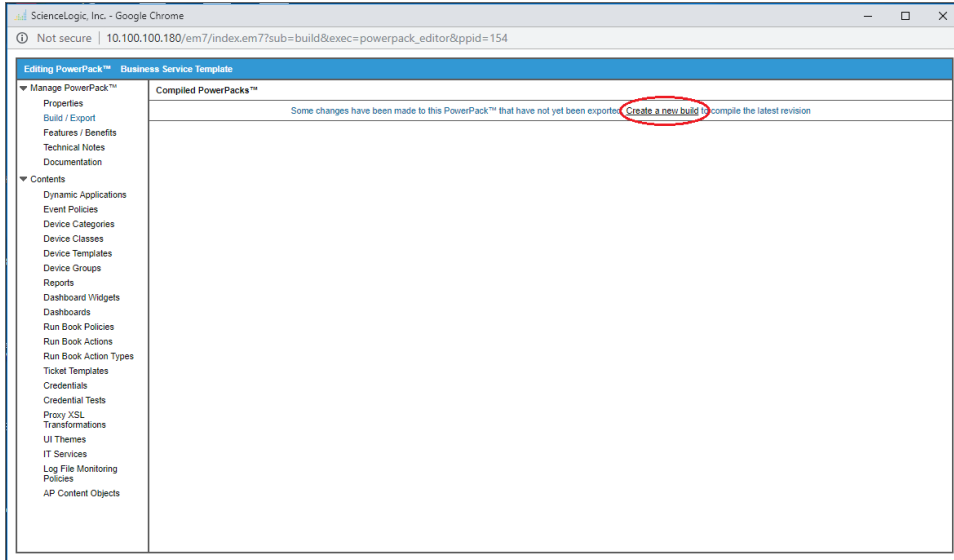 ScienceLogic, Inc. - Google Chrome
Not secure | 10.100.100.180/em7/index.em7?sub=build&exec=powerpack_editor&ppid=154
Editing PowerPack™ Business Service Template
Manage PowerPack™
Properties
Build / Export
Features / Benefits
Technical Notes
Documentation
Contents
Dynamic Applications
Event Policies
Device Categories
Device Classes
Device Templates
Device Groups
Reports
Dashboard Widgets
Dashboards
Run Book Policies
Run Book Actions
Run Book Action Types
Ticket Templates
Credentials
Credential Tests
Proxy XSL
Transformations
UI Themes
IT Services
Log File Monitoring
Policies
AP Content Objects
Compiled PowerPacks™
Some changes have been made to this PowerPack™ that have not yet been exported Create a new build to compile the latest revision